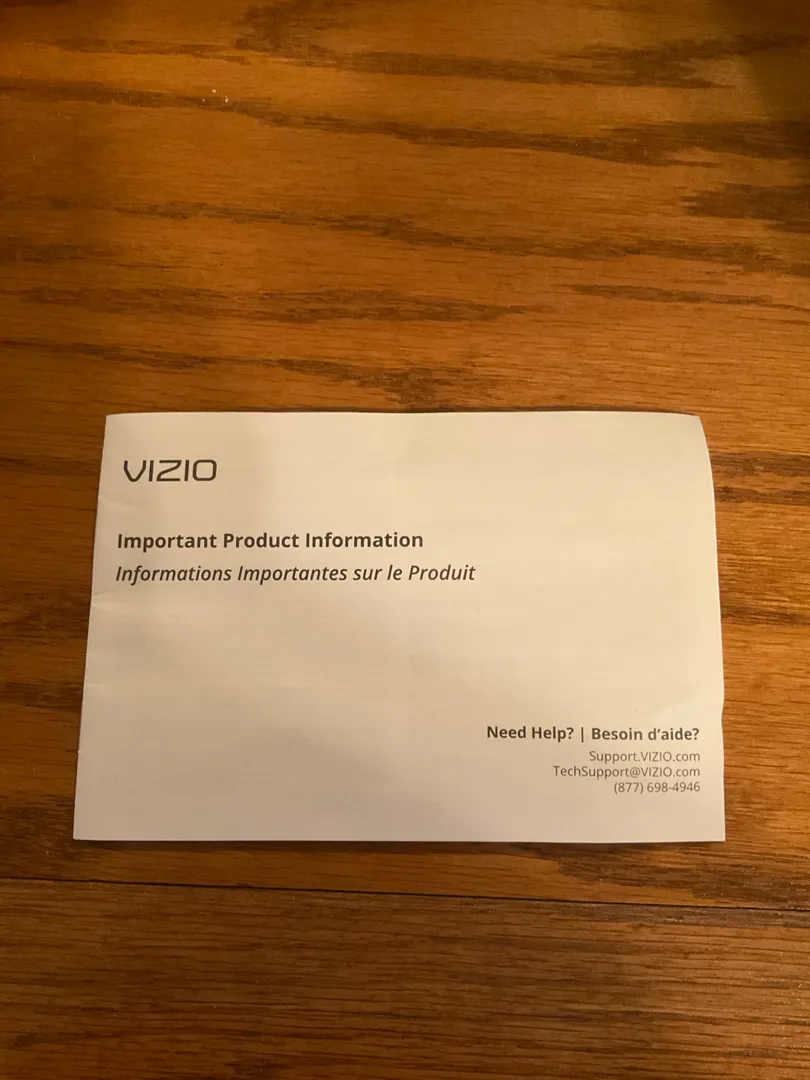 VIZIO
Important Product Information
Informations Importantes sur le Produit
Need Help? | Besoin d’aide?
Support.VIZIO.com
TechSupport@VIZIO.com
(877) 698-4946